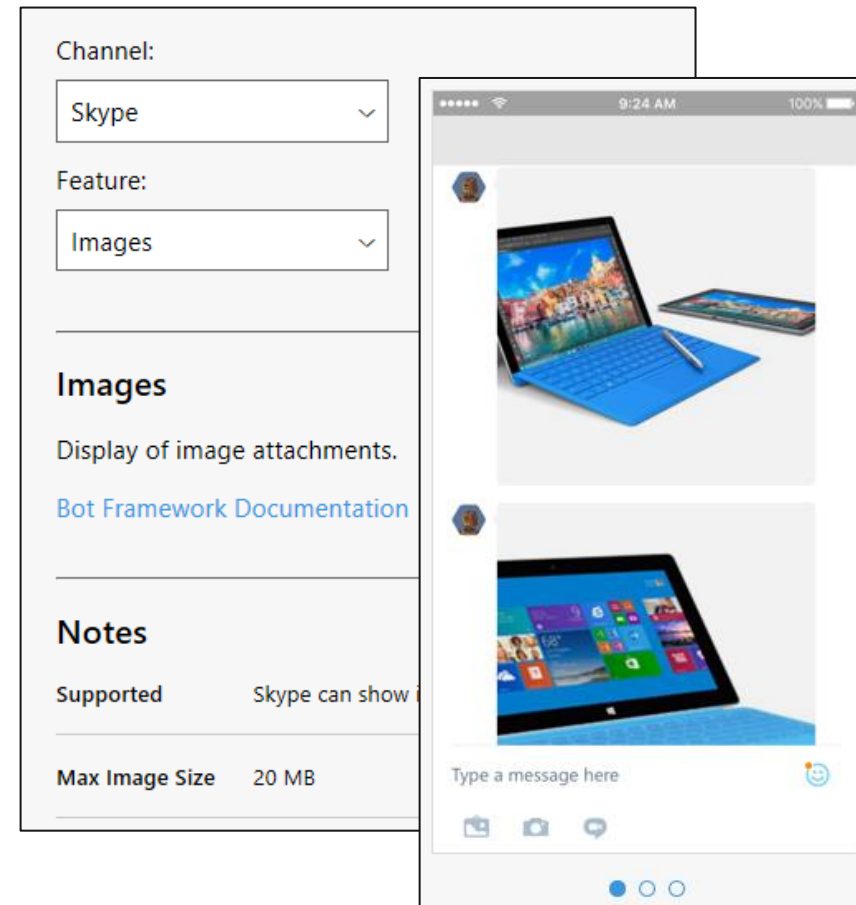 Channel:
Skype
Feature:
Images
Images
Display of image attachments.
Bot Framework Documentation
Notes
Supported Skype can show i
Max Image Size 20 MB
9:24 AM 100%
Type a message here